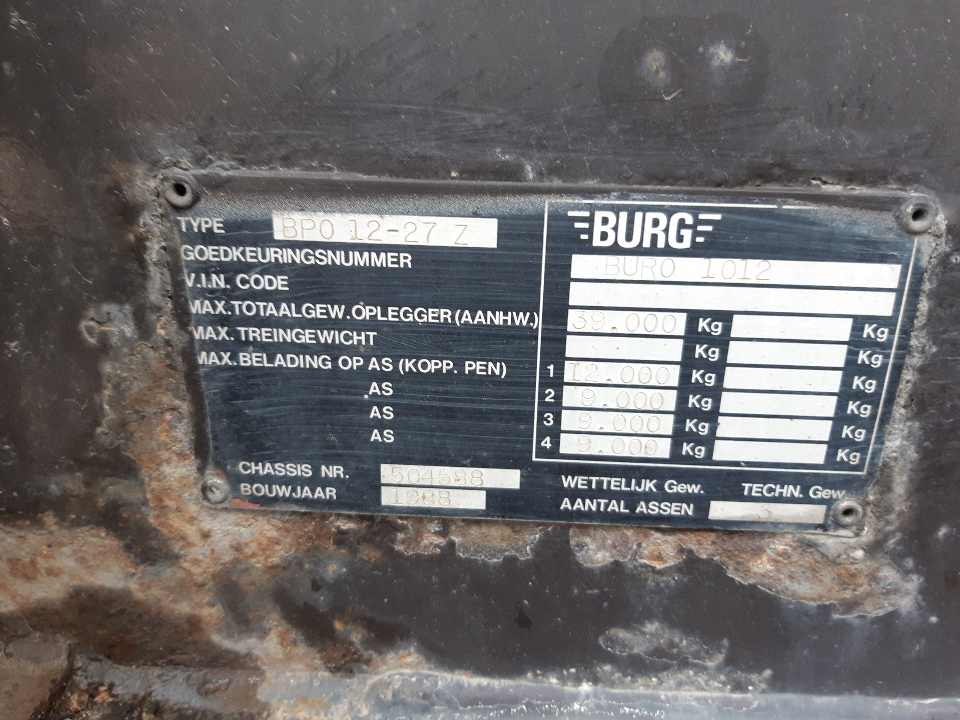 TYPE BPO 12-27 Z BURG
GOEDKEURINGSNUMMER BURO 1012
V.I.N. CODE
MAX.TOTAALGEW.OPLEGGER(AANHW.) 39.000 Kg Kg
MAX.TREINGEWICHT Kg Kg
MAX.BELADING OP AS (KOPP. PEN) 1 12.000 Kg Kg
AS 2 9.000 Kg Kg
AS 3 9.000 Kg Kg
AS 4 9.000 Kg Kg
CHASSIS NR. 504588 WETTELIJK Gew. TECHN. Gew.
BOUWJAAR 1988 AANTAL ASSEN 3